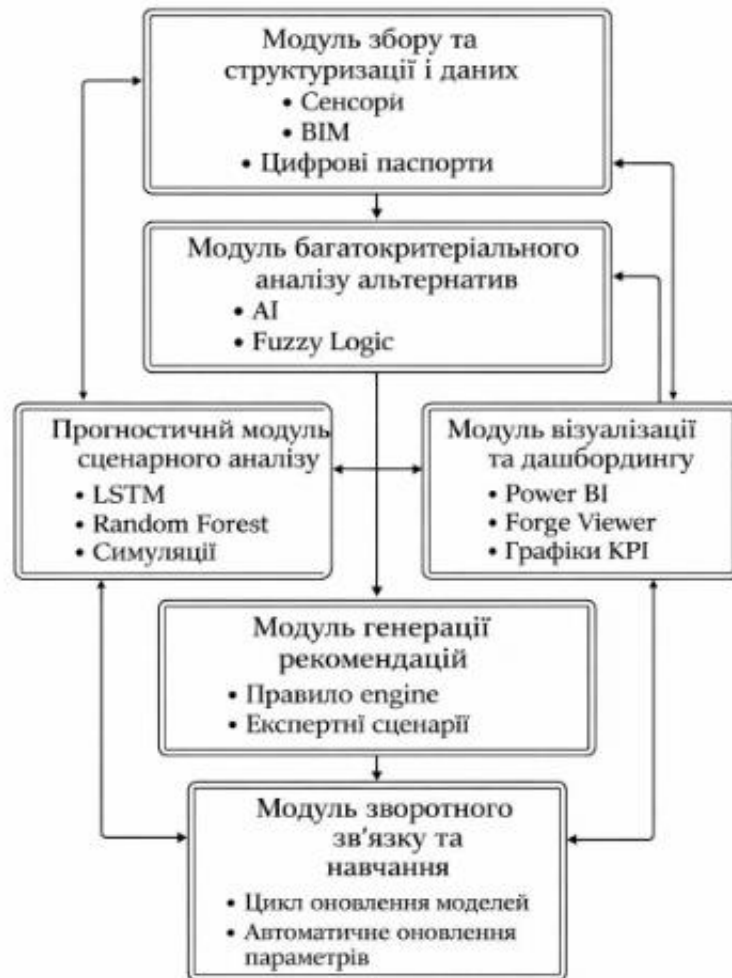 Модуль збору та
структуризації і даних
• Сенсори
• BIM
• Цифрові паспорти
Модуль багатокритеріального
аналізу альтернатив
• AI
• Fuzzy Logic
Прогностичнй модуль
сценарного аналізу
• LSTM
• Random Forest
• Симуляції
Модуль візуалізації
та дашбордингу
• Power BI
• Forge Viewer
• Графіки KPI
Модуль генерації
рекомендацій
• Правило engine
• Експертні сценарії
Модуль зворотного
зв'язку та
навчання
• Цикл оновлення моделей
• Автоматичне оновлення
параметрів